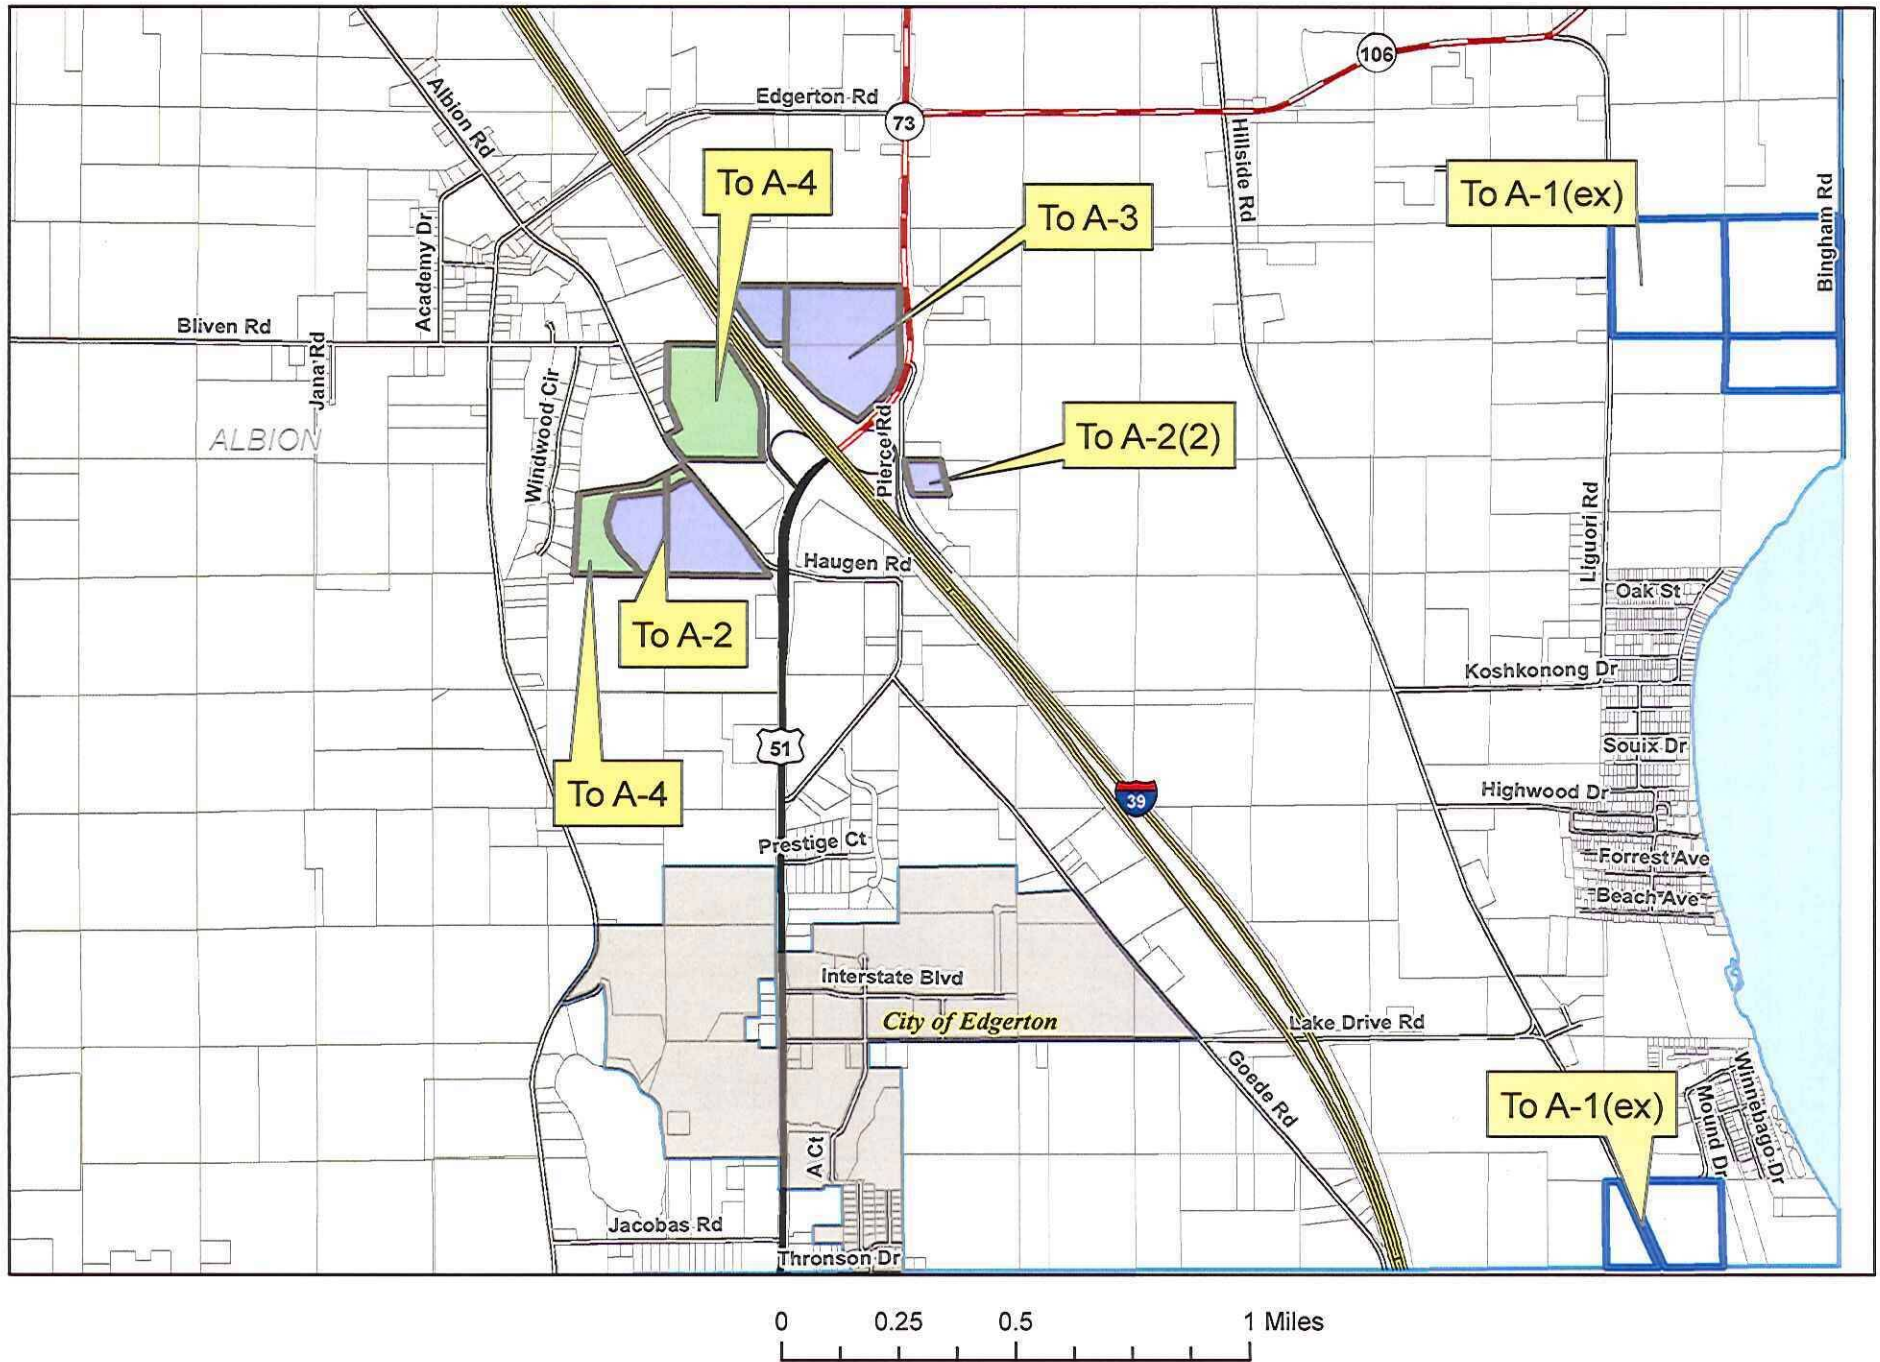 106
Albion Rd
Edgerton Rd
73
Hillside Rd
To A-4
To A-3
To A-1(ex)
Bingham Rd
Academy Dr
Bliven Rd
Jana Rd
Windwood Cir
ALBION
Pierce Rd
To A-2(2)
Liguori Rd
Haugen Rd
Oak St
To A-2
Koshkonong Dr
51
Souix Dr
To A-4
39
Highwood Dr
Prestige Ct
Forrest Ave
Beach Ave
Interstate Blvd
City of Edgerton
Lake Drive Rd
Goede Rd
To A-1(ex)
Winnebago Dr
Mound Dr
A Ct
Jacobas Rd
Thronson Dr
0 0.25 0.5 1 Miles